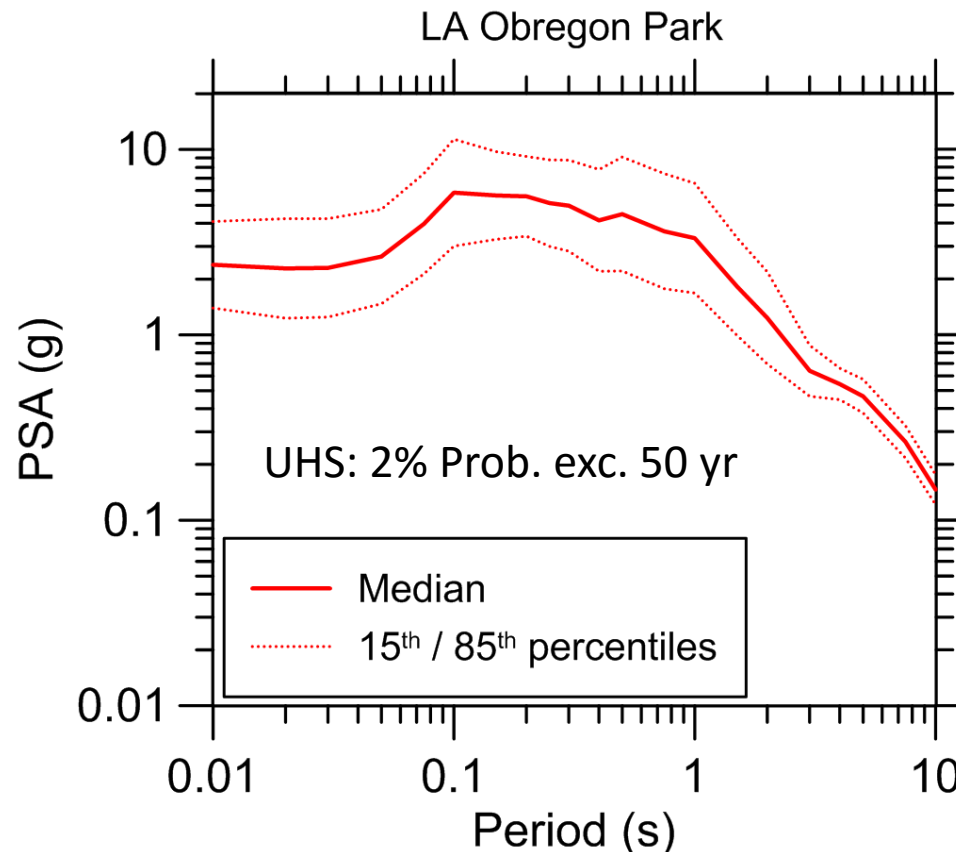 LA Obregon Park
10
1
0.1
0.01
PSA (g)
UHS: 2% Prob. exc. 50 yr
Median
15th / 85th percentiles
0.01 0.1 1 10
Period (s)